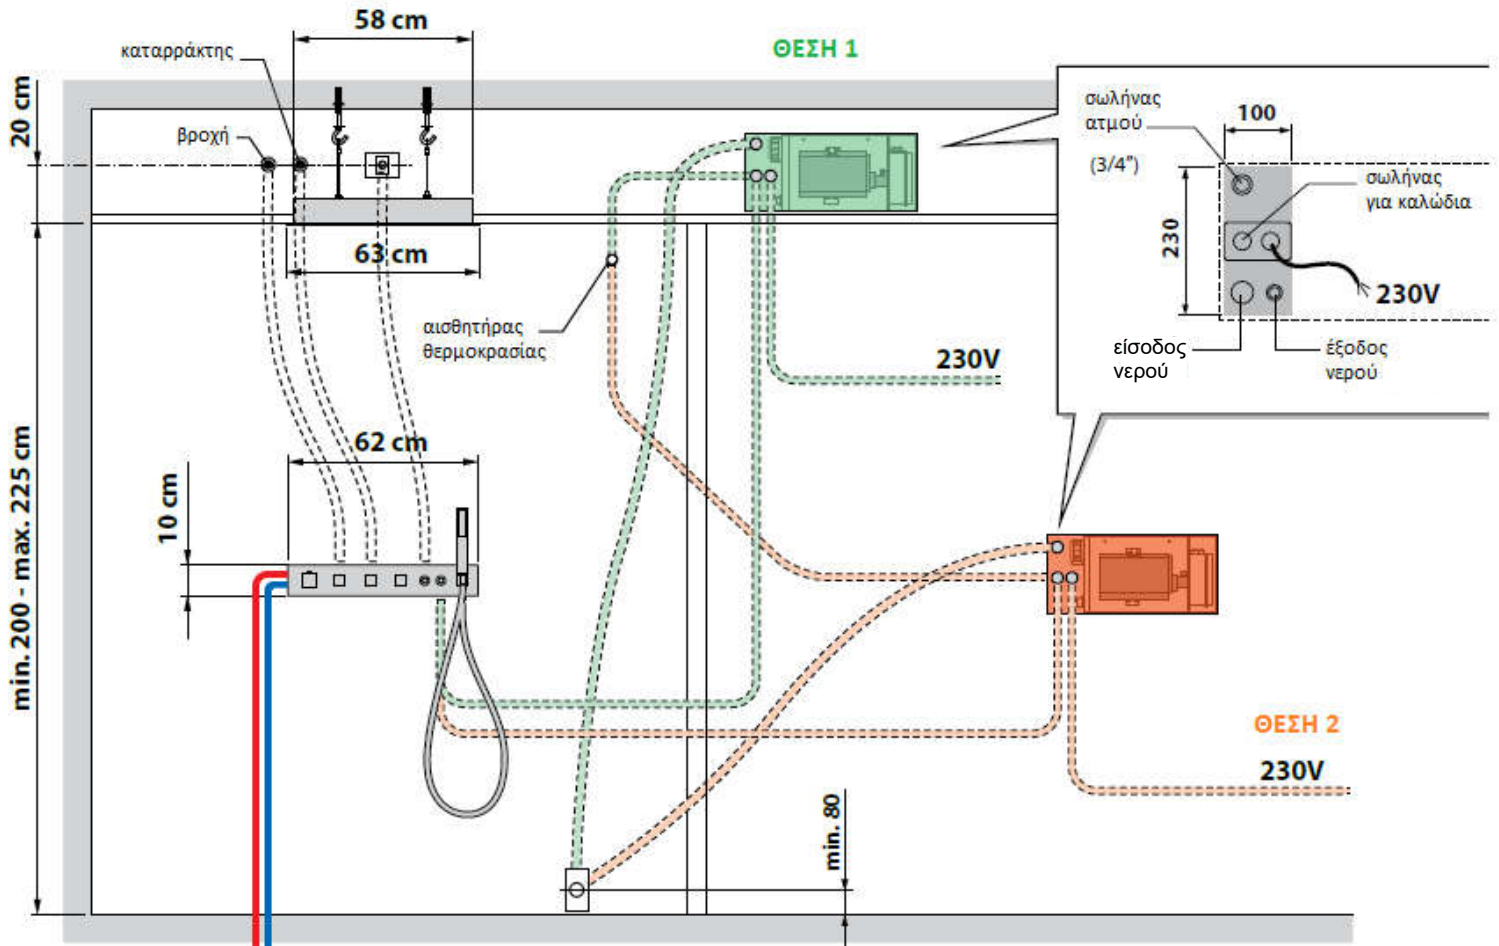 58 cm
ΘΕΣΗ 1
καταρράκτης
20 cm
βροχή
σωλήνας
ατμού
(3/4")
100
σωλήνας
για καλώδια
230
230V
είσοδος
νερού
έξοδος
νερού
63 cm
αισθητήρας
θερμοκρασίας
230V
62 cm
10 cm
min. 200 - max. 225 cm
ΘΕΣΗ 2
230V
min. 80